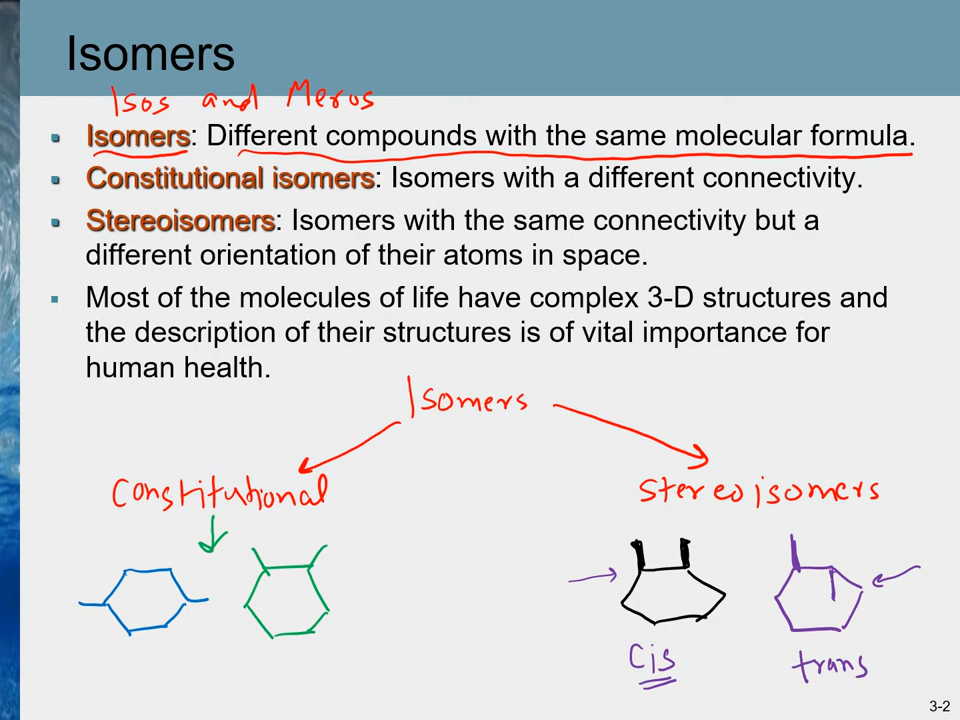 Isomers
Isos and Meros
▪ Isomers: Different compounds with the same molecular formula.
▪ Constitutional isomers: Isomers with a different connectivity.
▪ Stereoisomers: Isomers with the same connectivity but a
different orientation of their atoms in space.
▪ Most of the molecules of life have complex 3-D structures and
the description of their structures is of vital importance for
human health.
Isomers
Constitutional
Stereoisomers
Cis
trans
3-2